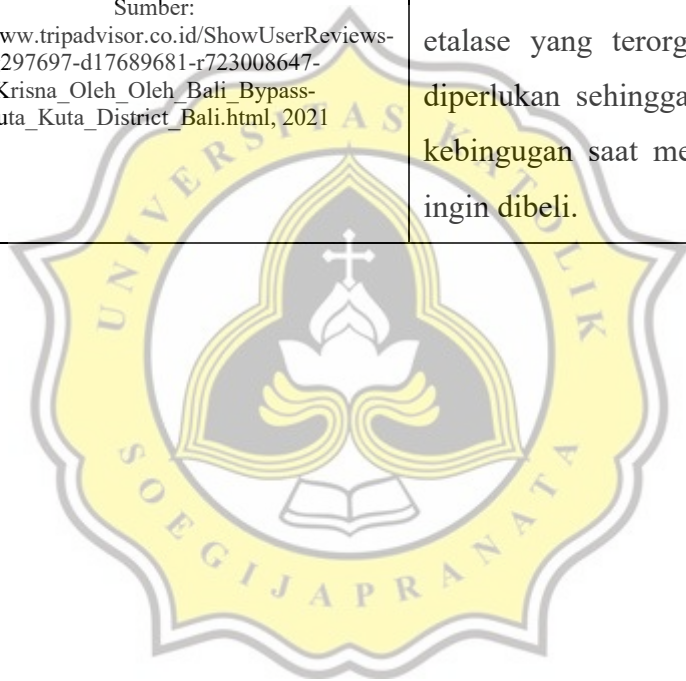 Sumber:
ww.tripadvisor.co.id/ShowUserReviews-
297697-d17689681-r723008647-
Krisna_Oleh_Oleh_Bali_Bypass-
uta_Kuta_District_Bali.html, 2021
etalase yang terorg
diperlukan sehingga
kebingugan saat me
ingin dibeli.
UNIVERSITAS KATOLIK
SOEGIJAPRANATA